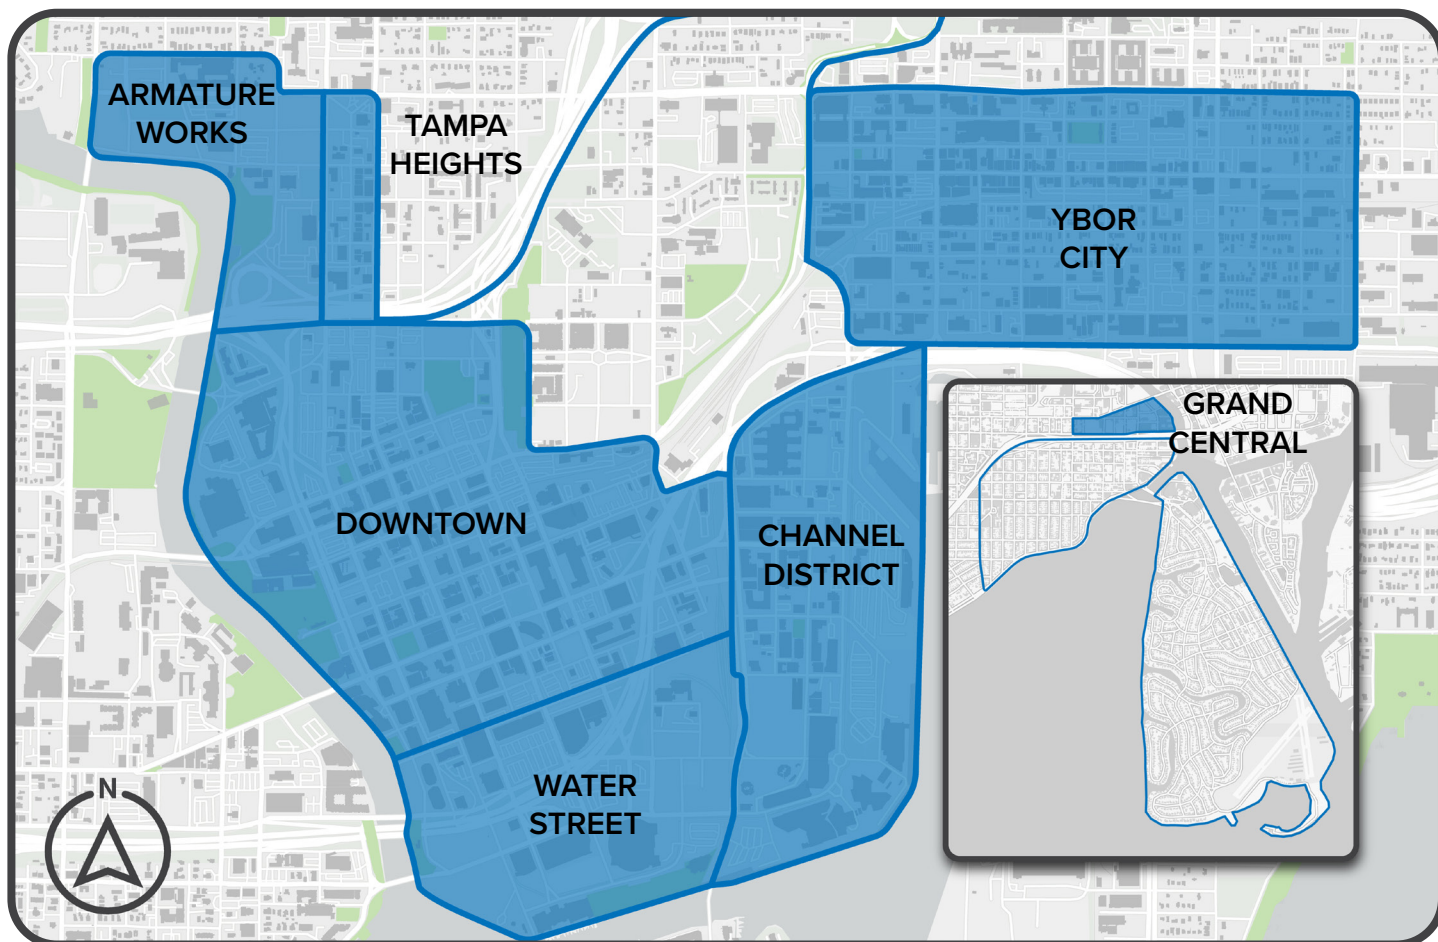 ARMATURE
WORKS
TAMPA
HEIGHTS
YBOR
CITY
GRAND
CENTRAL
DOWNTOWN
CHANNEL
DISTRICT
WATER
STREET
N